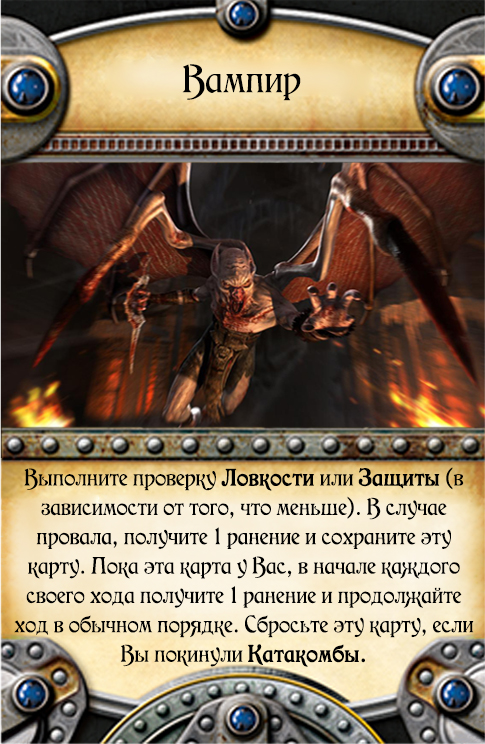 Вампир
Выполните проверку Ловкости или Защиты (в
зависимости от того, что меньше). В случае
провала, получите 1 ранение и сохраните эту
карту. Пока эта карта у Вас, в начале каждого
своего хода получите 1 ранение и продолжайте
ход в обычном порядке. Сбросьте эту карту, если
Вы покинули Катакомбы.